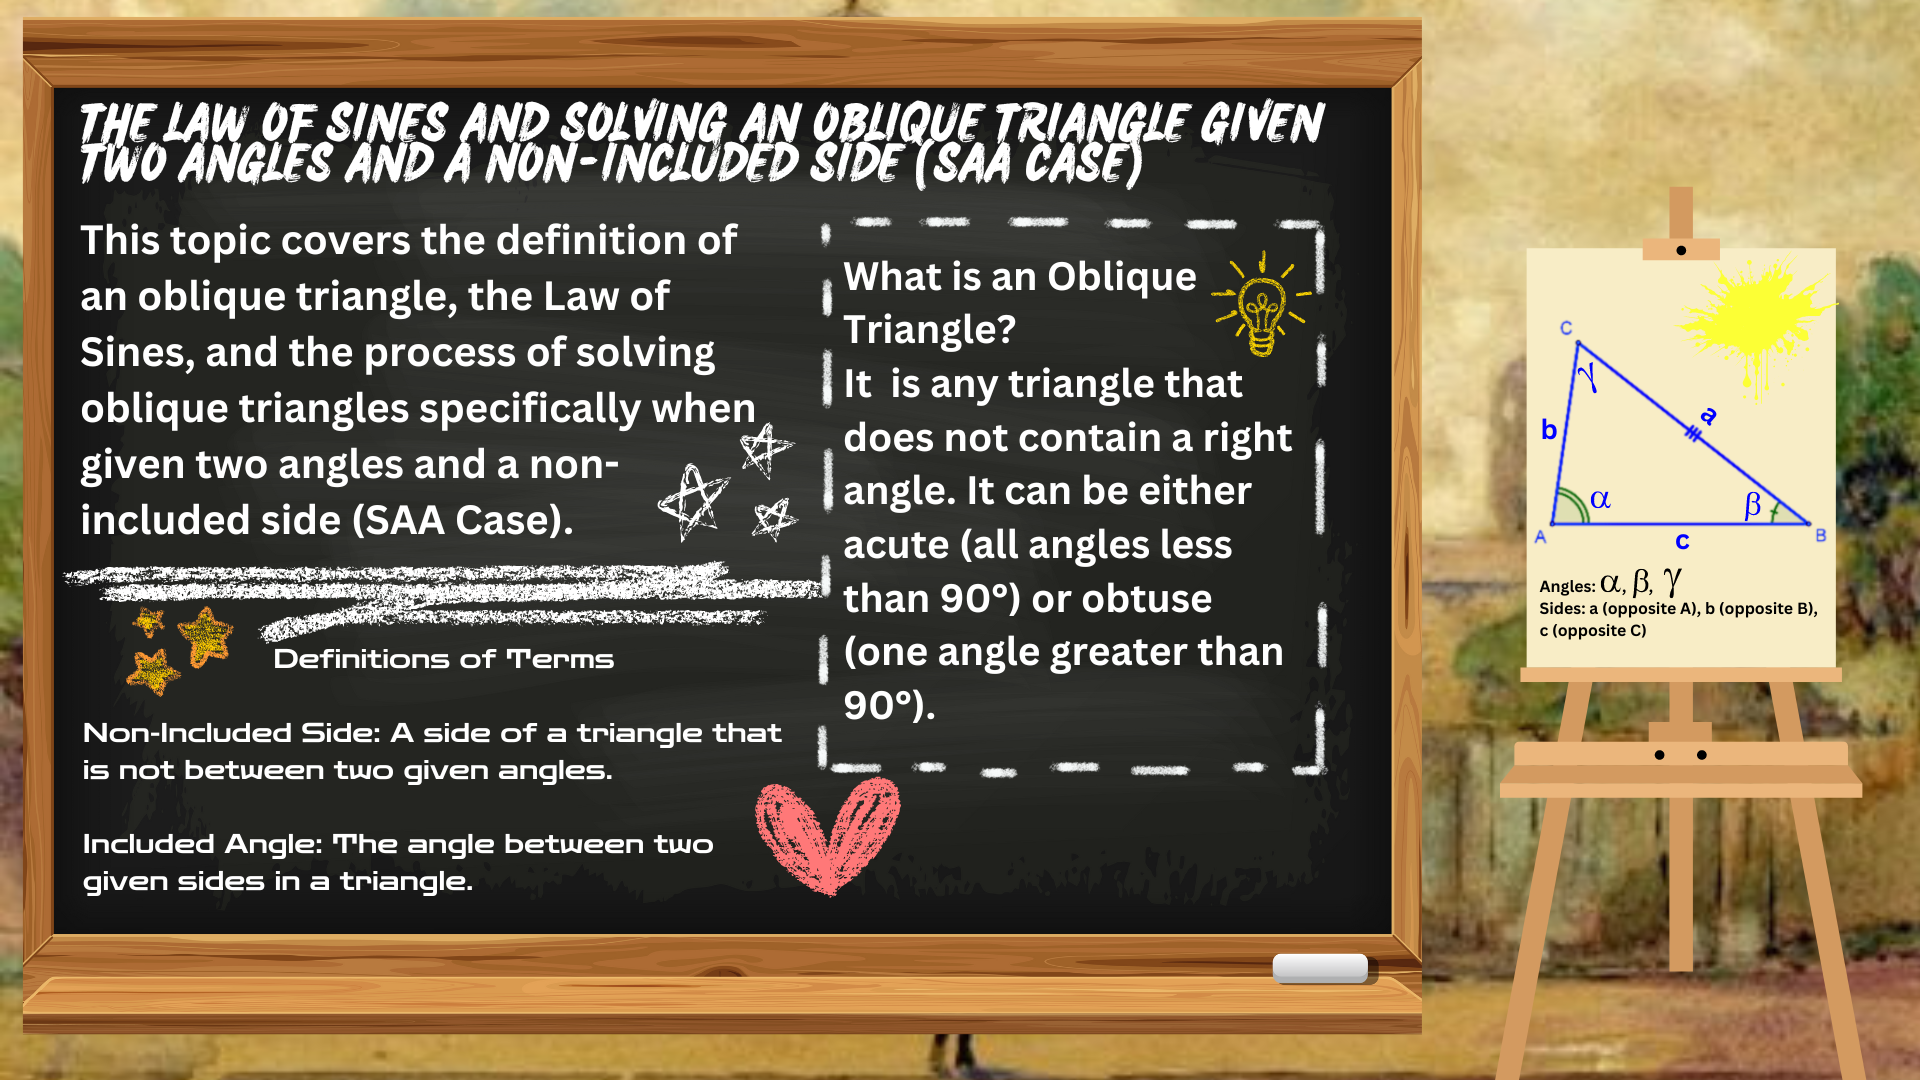 THE LAW OF SINES AND SOLVING AN OBLIQUE TRIANGLE GIVEN
TWO ANGLES AND A NON-INCLUDED SIDE (SAA CASE)
This topic covers the definition of
an oblique triangle, the Law of
Sines, and the process of solving
oblique triangles specifically when
given two angles and a non-
included side (SAA Case).
Definitions of Terms
Non-Included Side: A side of a triangle that
is not between two given angles.
Included Angle: The angle between two
given sides in a triangle.
What is an Oblique
Triangle?
It  is any triangle that
does not contain a right
angle. It can be either
acute (all angles less
than 90°) or obtuse
(one angle greater than
90°).
C
γ
a
b
α
β
A
c
B
Angles: α, β, γ
Sides: a (opposite A), b (opposite B),
c (opposite C)